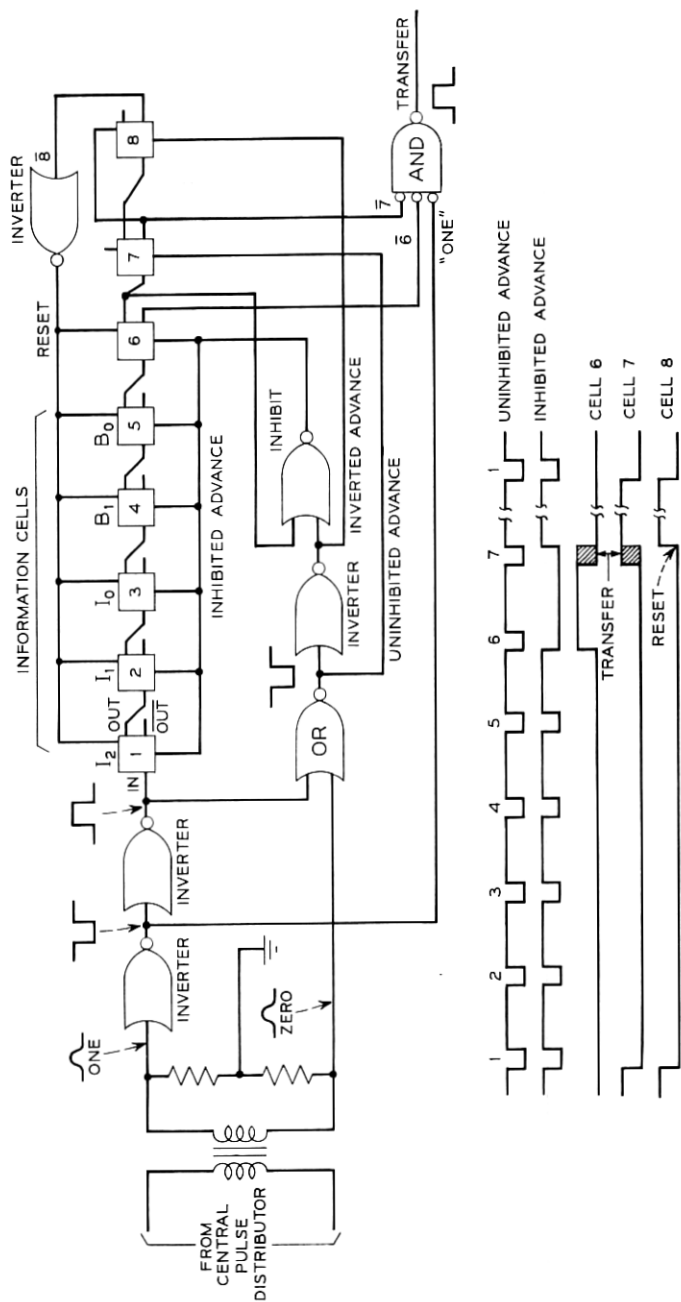 INVERTER
8̅
INFORMATION CELLS
RESET
I₂
I₁
I₀
B₁
B₀
OUT
O̅U̅T̅
IN
1
2
3
4
5
6
7
8
INHIBITED ADVANCE
ONE
INVERTER
INVERTER
FROM
CENTRAL
PULSE
DISTRIBUTOR
ZERO
OR
INVERTER
INHIBIT
INVERTED ADVANCE
UNINHIBITED ADVANCE
7̅
6̅
"ONE"
AND
TRANSFER
1
2
3
4
5
6
7
1
UNINHIBITED ADVANCE
INHIBITED ADVANCE
CELL 6
CELL 7
CELL 8
TRANSFER
RESET